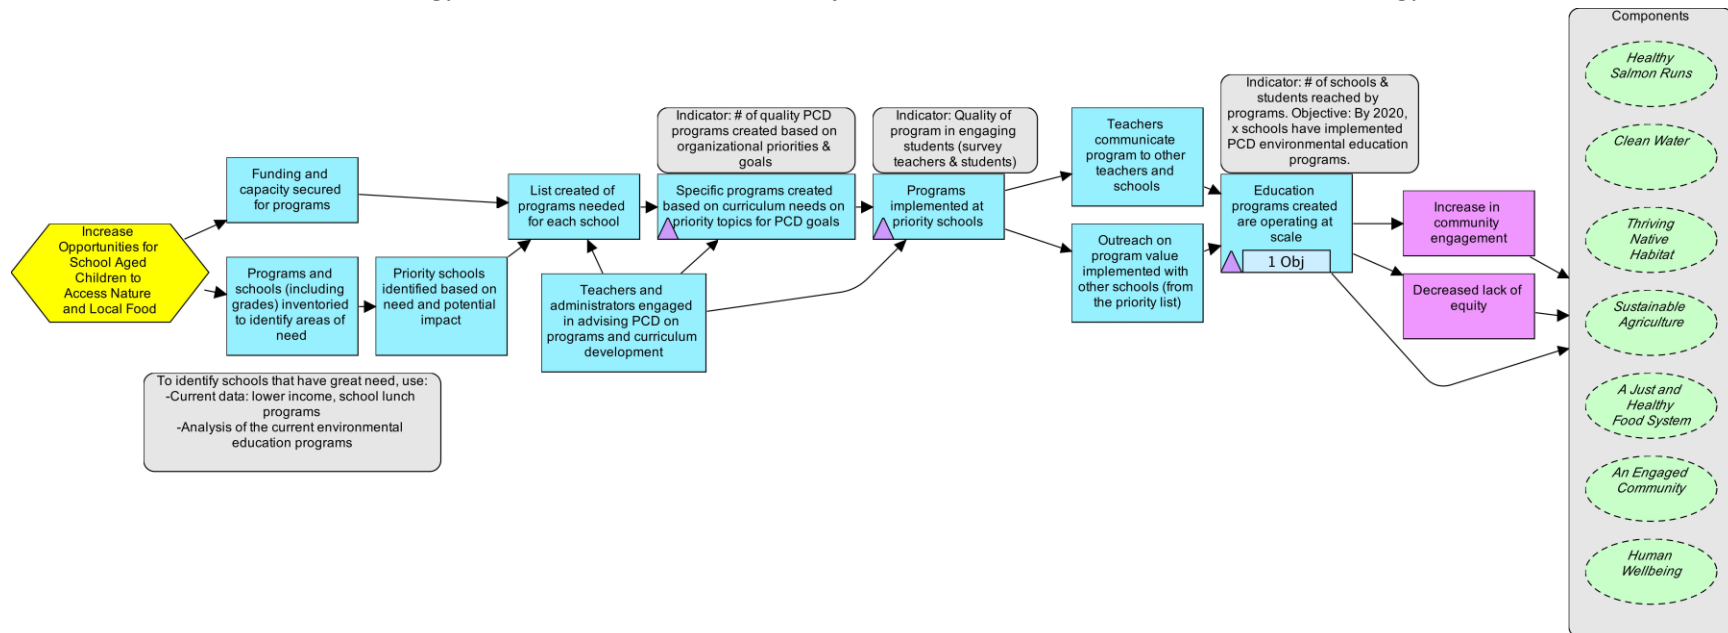 Components
Healthy
Salmon Runs
Clean Water
Thriving
Native
Habitat
Sustainable
Agriculture
A Just and
Healthy
Food System
An Engaged
Community
Human
Wellbeing
Increase
Opportunities for
School Aged
Children to
Access Nature
and Local Food
Funding and
capacity secured
for programs
Programs and
schools (including
grades) inventoried
to identify areas of
need
Priority schools
identified based on
need and potential
impact
To identify schools that have great need, use:
-Current data: lower income, school lunch
programs
-Analysis of the current environmental
education programs
List created of
programs needed
for each school
Teachers and
administrators engaged
in advising PCD on
programs and curriculum
development
Indicator: # of quality PCD
programs created based on
organizational priorities &
goals
Specific programs created
based on curriculum needs on
priority topics for PCD goals
Indicator: Quality of
program in engaging
students (survey
teachers & students)
Programs
implemented at
priority schools
Teachers
communicate
program to other
teachers and
schools
Outreach on
program value
implemented with
other schools (from
the priority list)
Indicator: # of schools &
students reached by
programs. Objective: By 2020,
x schools have implemented
PCD environmental education
programs.
Education
programs created
are operating at
scale
1 Obj
Increase in
community
engagement
Decreased lack of
equity